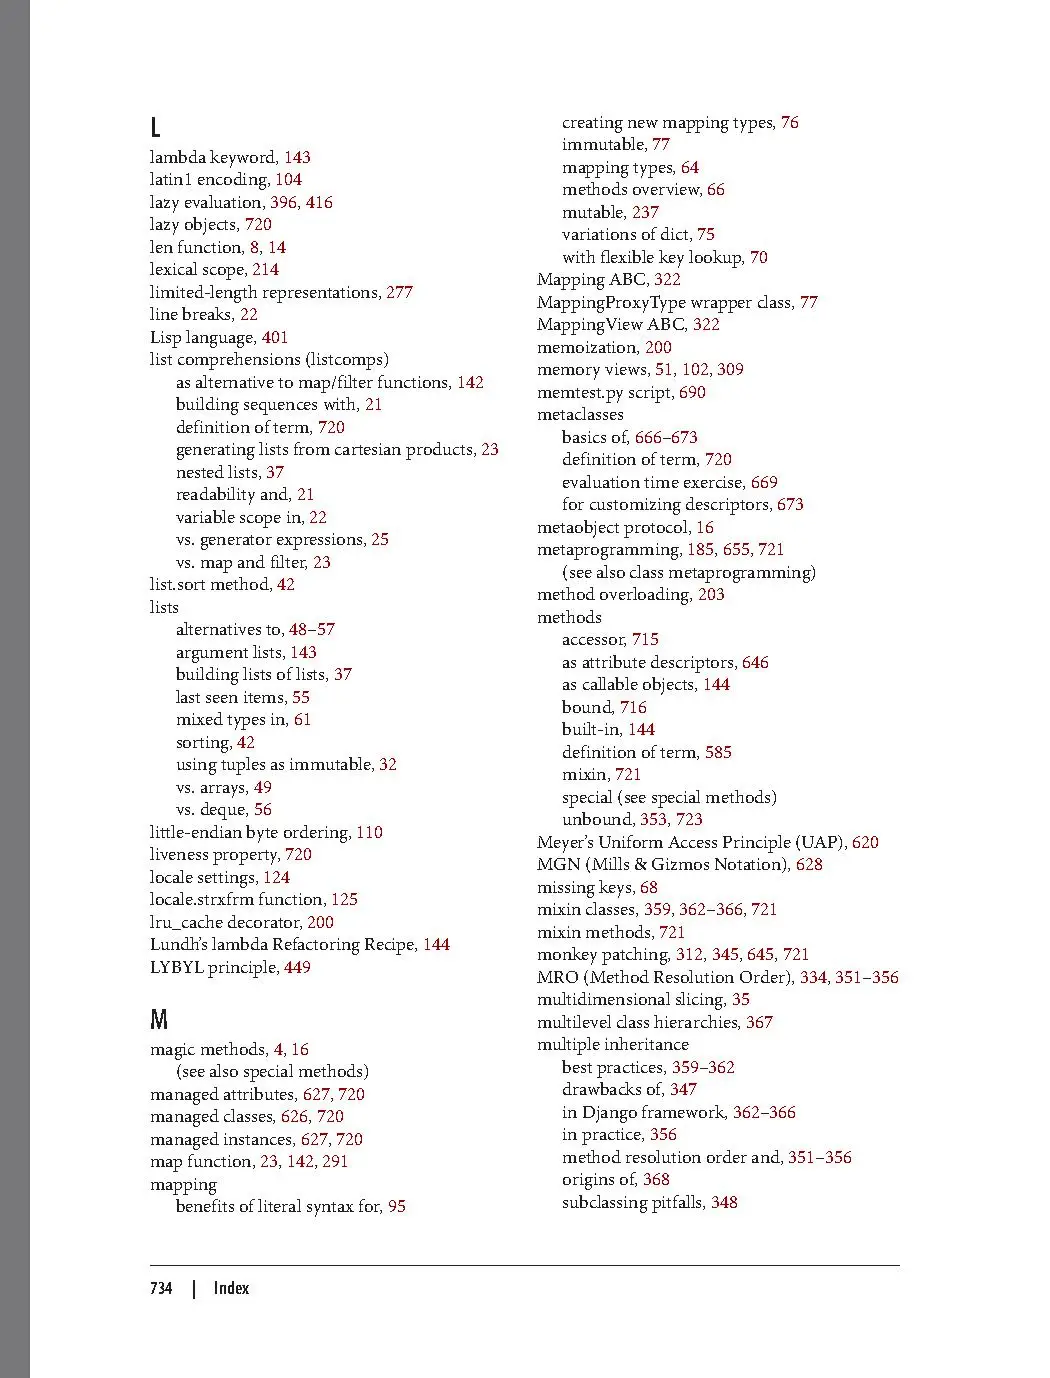 L
lambda keyword, 143
latin1 encoding, 104
lazy evaluation, 396, 416
lazy objects, 720
len function, 8, 14
lexical scope, 214
limited-length representations, 277
line breaks, 22
Lisp language, 401
list comprehensions (listcomps)
as alternative to map/filter functions, 142
building sequences with, 21
definition of term, 720
generating lists from cartesian products, 23
nested lists, 37
readability and, 21
variable scope in, 22
vs. generator expressions, 25
vs. map and filter, 23
list.sort method, 42
lists
alternatives to, 48–57
argument lists, 143
building lists of lists, 37
last seen items, 55
mixed types in, 61
sorting, 42
using tuples as immutable, 32
vs. arrays, 49
vs. deque, 56
little-endian byte ordering, 110
liveness property, 720
locale settings, 124
locale.strxfrm function, 125
lru_cache decorator, 200
Lundh's lambda Refactoring Recipe, 144
LYBYL principle, 449
M
magic methods, 4, 16
(see also special methods)
managed attributes, 627, 720
managed classes, 626, 720
managed instances, 627, 720
map function, 23, 142, 291
mapping
benefits of literal syntax for, 95
creating new mapping types, 76
immutable, 77
mapping types, 64
methods overview, 66
mutable, 237
variations of dict, 75
with flexible key lookup, 70
Mapping ABC, 322
MappingProxyType wrapper class, 77
MappingView ABC, 322
memoization, 200
memory views, 51, 102, 309
memtest.py script, 690
metaclasses
basics of, 666–673
definition of term, 720
evaluation time exercise, 669
for customizing descriptors, 673
metaobject protocol, 16
metaprogramming, 185, 655, 721
(see also class metaprogramming)
method overloading, 203
methods
accessor, 715
as attribute descriptors, 646
as callable objects, 144
bound, 716
built-in, 144
definition of term, 585
mixin, 721
special (see special methods)
unbound, 353, 723
Meyer's Uniform Access Principle (UAP), 620
MGN (Mills & Gizmos Notation), 628
missing keys, 68
mixin classes, 359, 362–366, 721
mixin methods, 721
monkey patching, 312, 345, 645, 721
MRO (Method Resolution Order), 334, 351–356
multidimensional slicing, 35
multilevel class hierarchies, 367
multiple inheritance
best practices, 359–362
drawbacks of, 347
in Django framework, 362–366
in practice, 356
method resolution order and, 351–356
origins of, 368
subclassing pitfalls, 348
734 | Index